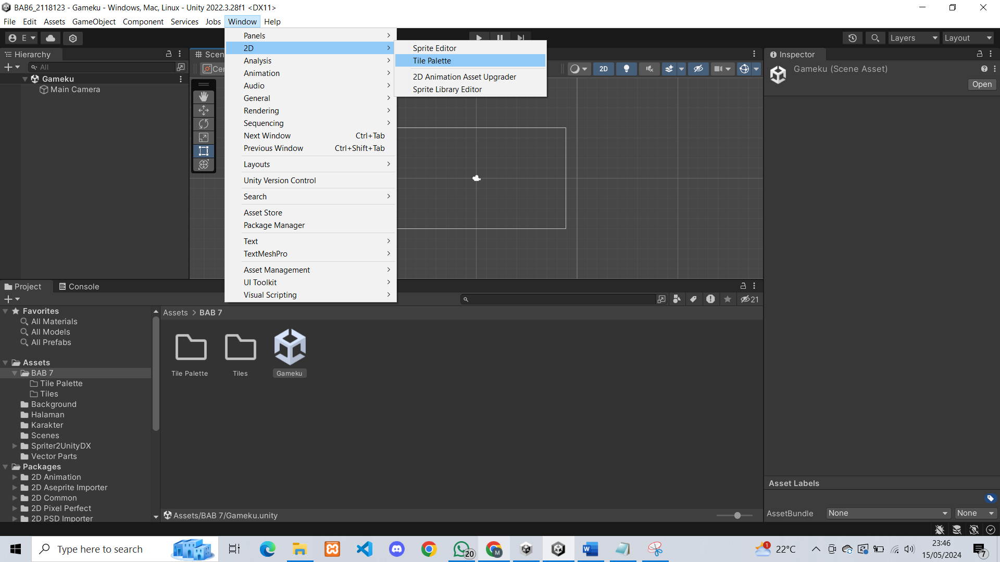 BAB6_2118123 - Gameku - Windows, Mac, Linux - Unity 2022.3.28f1 <DX11>
File Edit Assets GameObject Component Services Jobs Window Help
E
Layers
Layout
Hierarchy
All
Gameku
Main Camera
Scen
Cer
2D
Panels
2D
Analysis
Animation
Audio
General
Rendering
Sequencing
Next Window Ctrl+Tab
Previous Window Ctrl+Shift+Tab
Layouts
Unity Version Control
Search
Asset Store
Package Manager
Text
TextMeshPro
Asset Management
UI Toolkit
Visual Scripting
Sprite Editor
Tile Palette
2D Animation Asset Upgrader
Sprite Library Editor
Inspector
Gameku (Scene Asset)
Open
Project
Console
21
Favorites
All Materials
All Models
All Prefabs
Assets
BAB 7
Tile Palette
Tiles
Background
Halaman
Karakter
Scenes
Spriter2UnityDX
Vector Parts
Packages
2D Animation
2D Aseprite Importer
2D Common
2D Pixel Perfect
2D PSD Importer
Assets > BAB 7
Tile Palette
Tiles
Gameku
Assets/BAB 7/Gameku.unity
Asset Labels
AssetBundle None None
Type here to search
20
M
1
22°C
23:46
15/05/2024
7